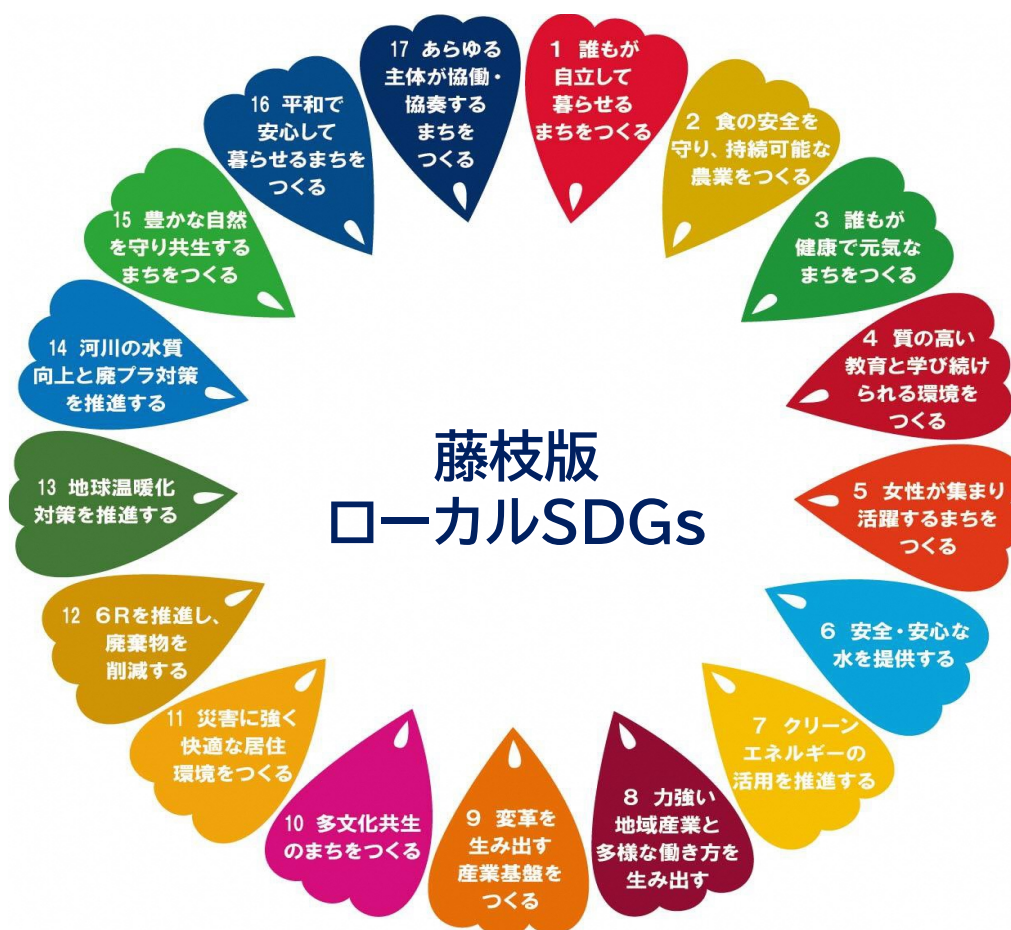 藤枝版
ローカルSDGs
1 誰もが
自立して
暮らせる
まちをつくる
2 食の安全を
守り、持続可能な
農業をつくる
3 誰もが
健康で元気な
まちをつくる
4 質の高い
教育と学び続け
られる環境を
つくる
5 女性が集まり
活躍するまちを
つくる
6 安全・安心な
水を提供する
7 クリーン
エネルギーの
活用を推進する
8 力強い
地域産業と
多様な働き方を
生み出す
9 変革を
生み出す
産業基盤を
つくる
10 多文化共生
のまちをつくる
11 災害に強く
快適な居住
環境をつくる
12 6Rを推進し、
廃棄物を
削減する
13 地球温暖化
対策を推進する
14 河川の水質
向上と廃プラ対策
を推進する
15 豊かな自然
を守り共生する
まちをつくる
16 平和で
安心して
暮らせるまちを
つくる
17 あらゆる
主体が協働・
協奏する
まちを
つくる